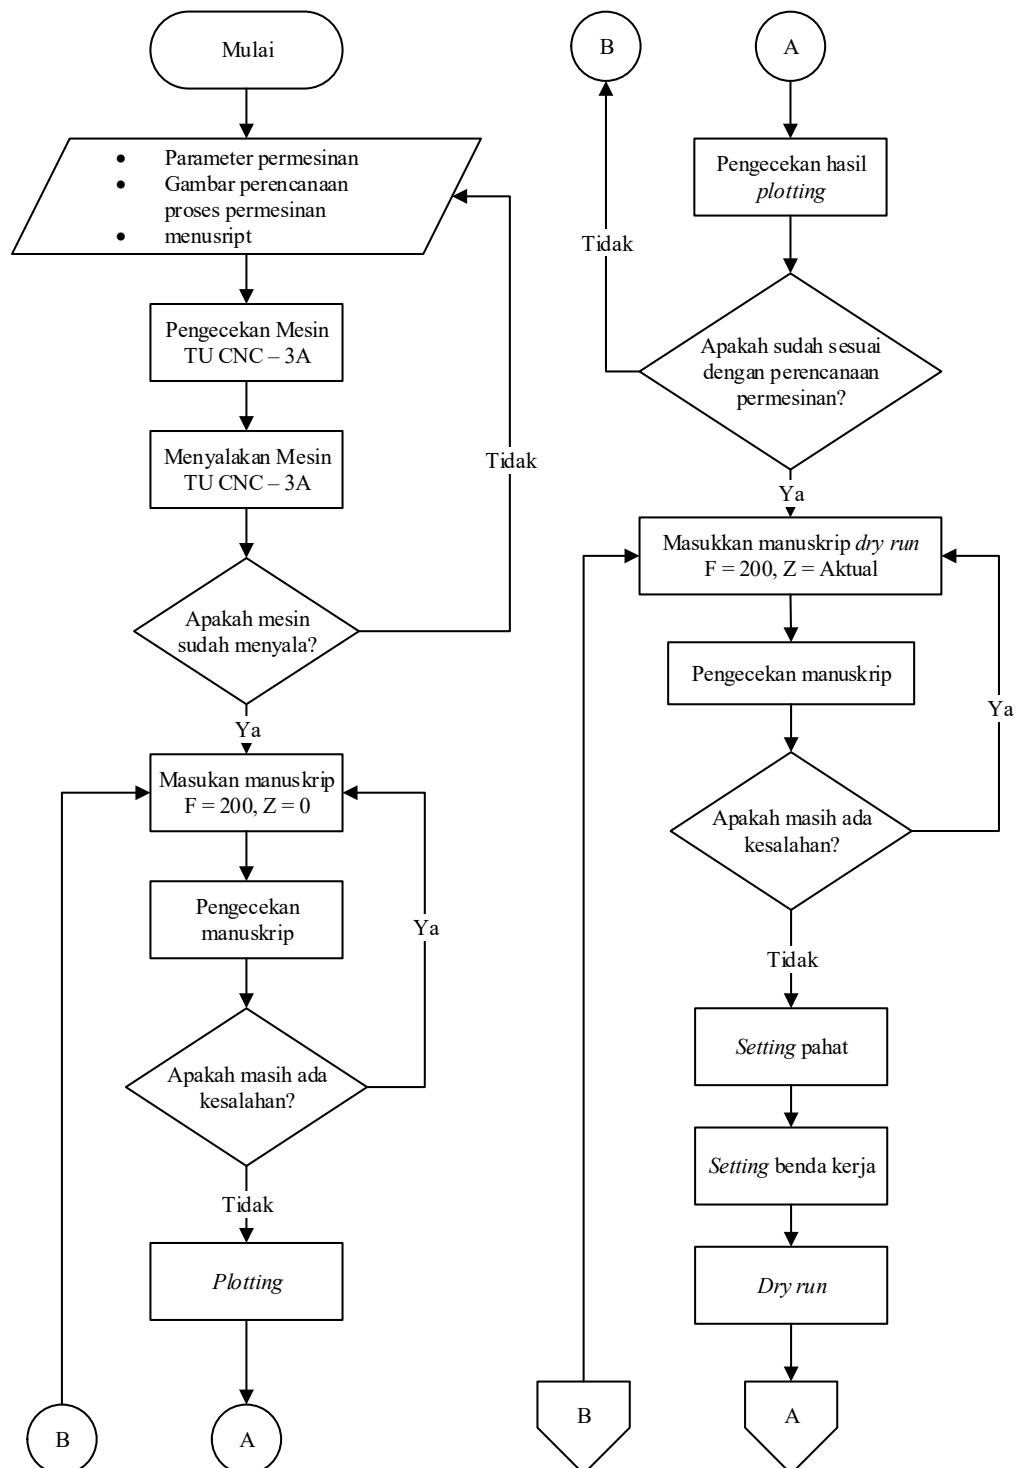 Mulai
Parameter permesinan
Gambar perencanaan
proses permesinan
menusript
Pengecekan Mesin
TU CNC – 3A
Menyalakan Mesin
TU CNC – 3A
Tidak
Apakah mesin
sudah menyala?
Ya
Masukan manuskrip
F = 200, Z = 0
Pengecekan
manuskrip
Ya
Apakah masih ada
kesalahan?
Tidak
Plotting
B
A
B
A
Pengecekan hasil
plotting
Tidak
Apakah sudah sesuai
dengan perencanaan
permesinan?
Ya
Masukkan manuskrip dry run
F = 200, Z = Aktual
Pengecekan manuskrip
Ya
Apakah masih ada
kesalahan?
Tidak
Setting pahat
Setting benda kerja
Dry run
B
A